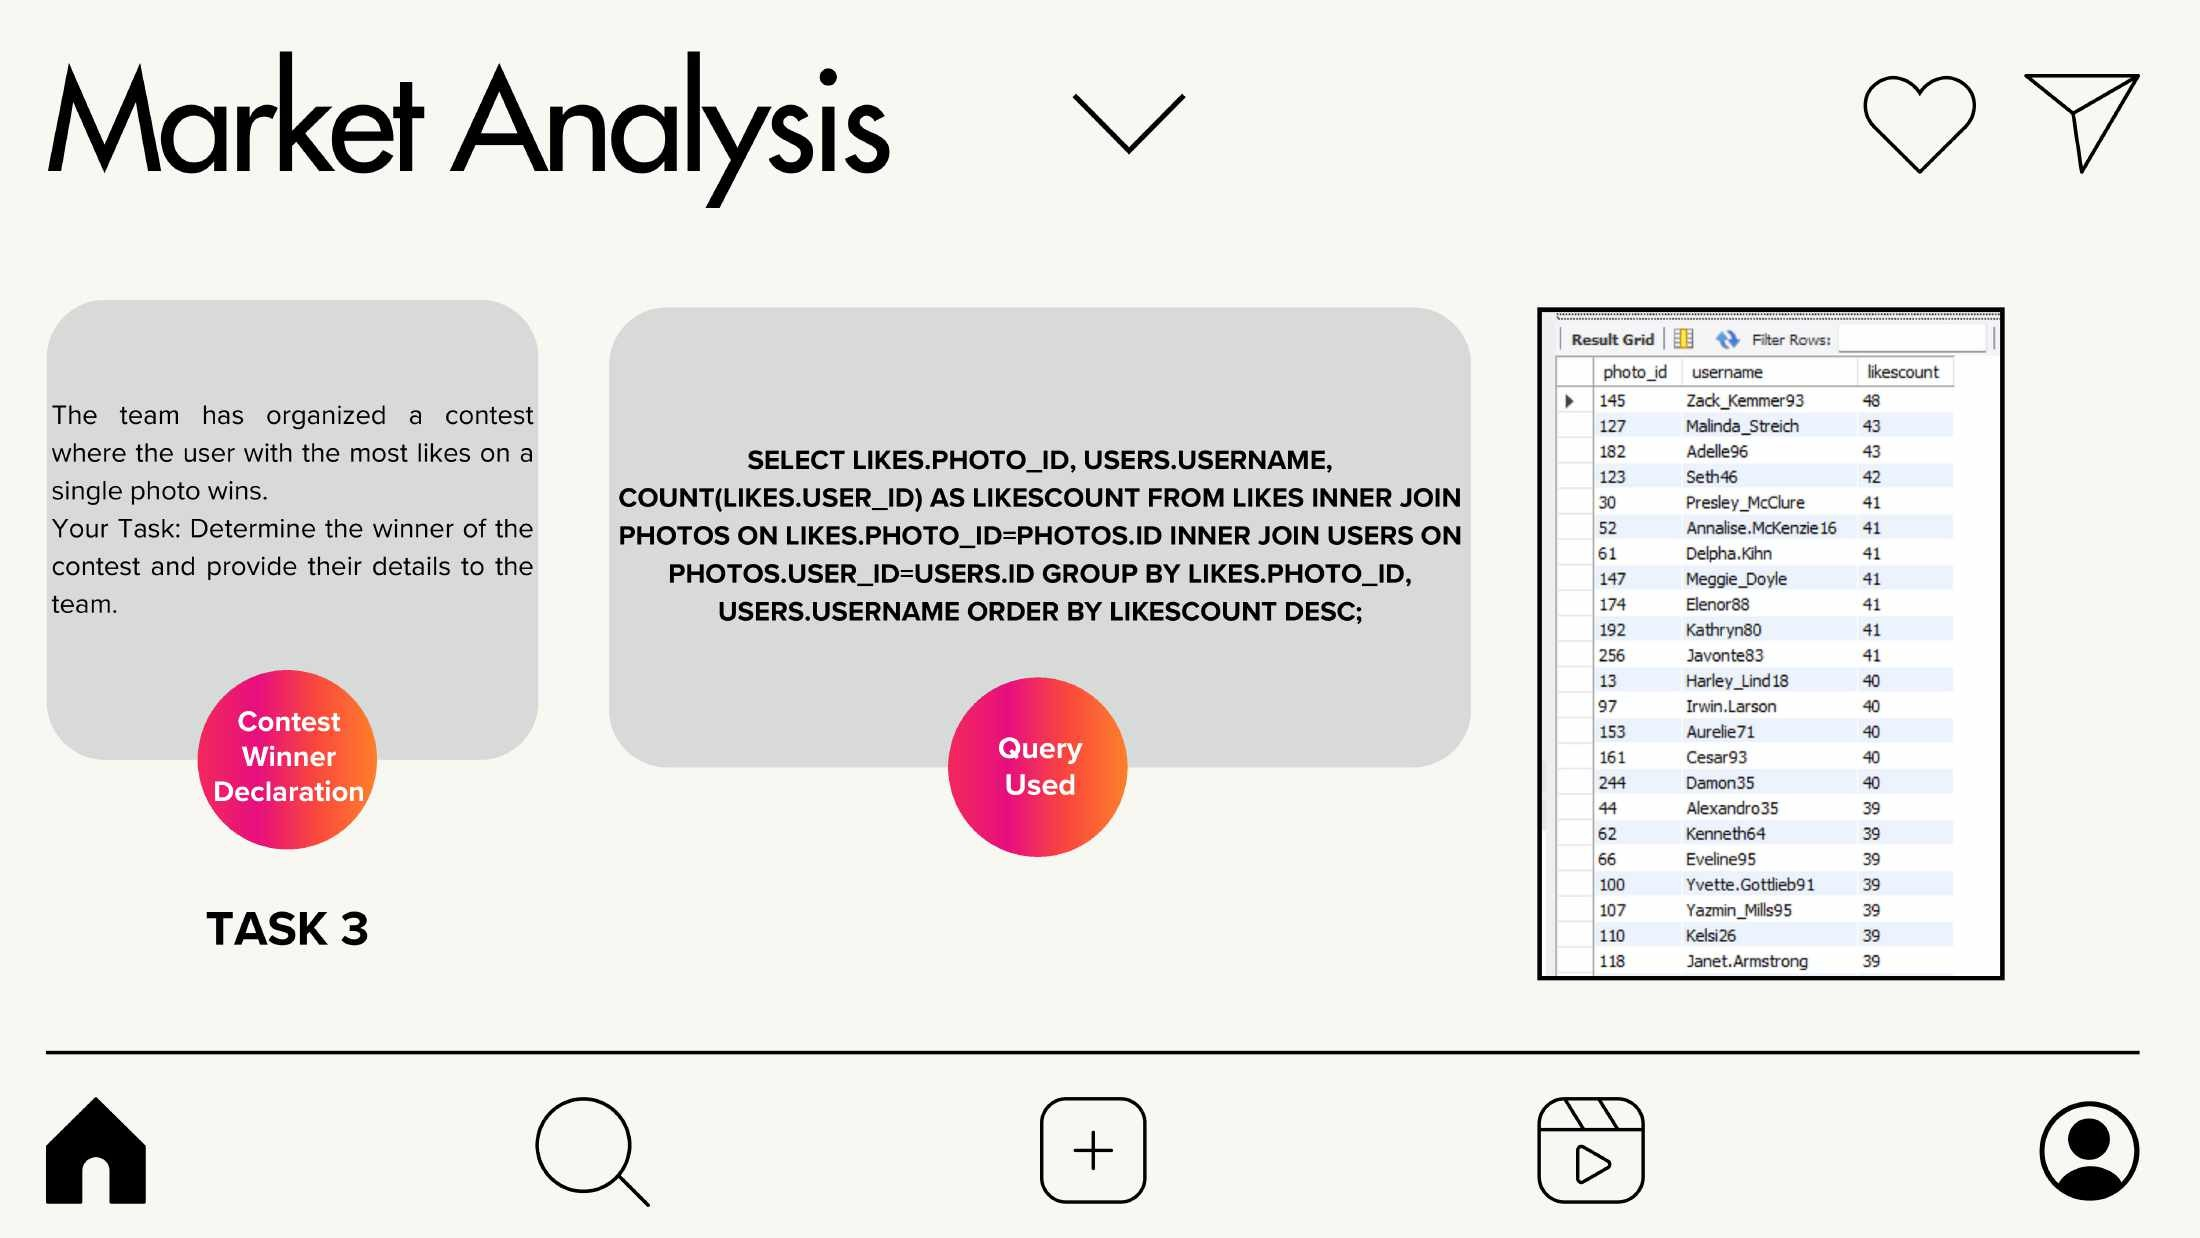 Market Analysis
The team has organized a contest
where the user with the most likes on a
single photo wins.
Your Task: Determine the winner of the
contest and provide their details to the
team.
Contest
Winner
Declaration
TASK 3
SELECT LIKES.PHOTO_ID, USERS.USERNAME,
COUNT(LIKES.USER_ID) AS LIKESCOUNT FROM LIKES INNER JOIN
PHOTOS ON LIKES.PHOTO_ID=PHOTOS.ID INNER JOIN USERS ON
PHOTOS.USER_ID=USERS.ID GROUP BY LIKES.PHOTO_ID,
USERS.USERNAME ORDER BY LIKESCOUNT DESC;
Query
Used
Result Grid Filter Rows:
photo_id username likescount
145 Zack_Kemmer93 48
127 Malinda_Streich 43
182 Adelle96 43
123 Seth46 42
30 Presley_McClure 41
52 Annalise.McKenzie16 41
61 Delpha.Kihn 41
147 Meggie_Doyle 41
174 Elenor88 41
192 Kathryn80 41
256 Javonte83 41
13 Harley_Lind18 40
97 Irwin.Larson 40
153 Aurelie71 40
161 Cesar93 40
244 Damon35 40
44 Alexandro35 39
62 Kenneth64 39
66 Eveline95 39
100 Yvette.Gottlieb91 39
107 Yazmin_Mills95 39
110 Kelsi26 39
118 Janet.Armstrong 39